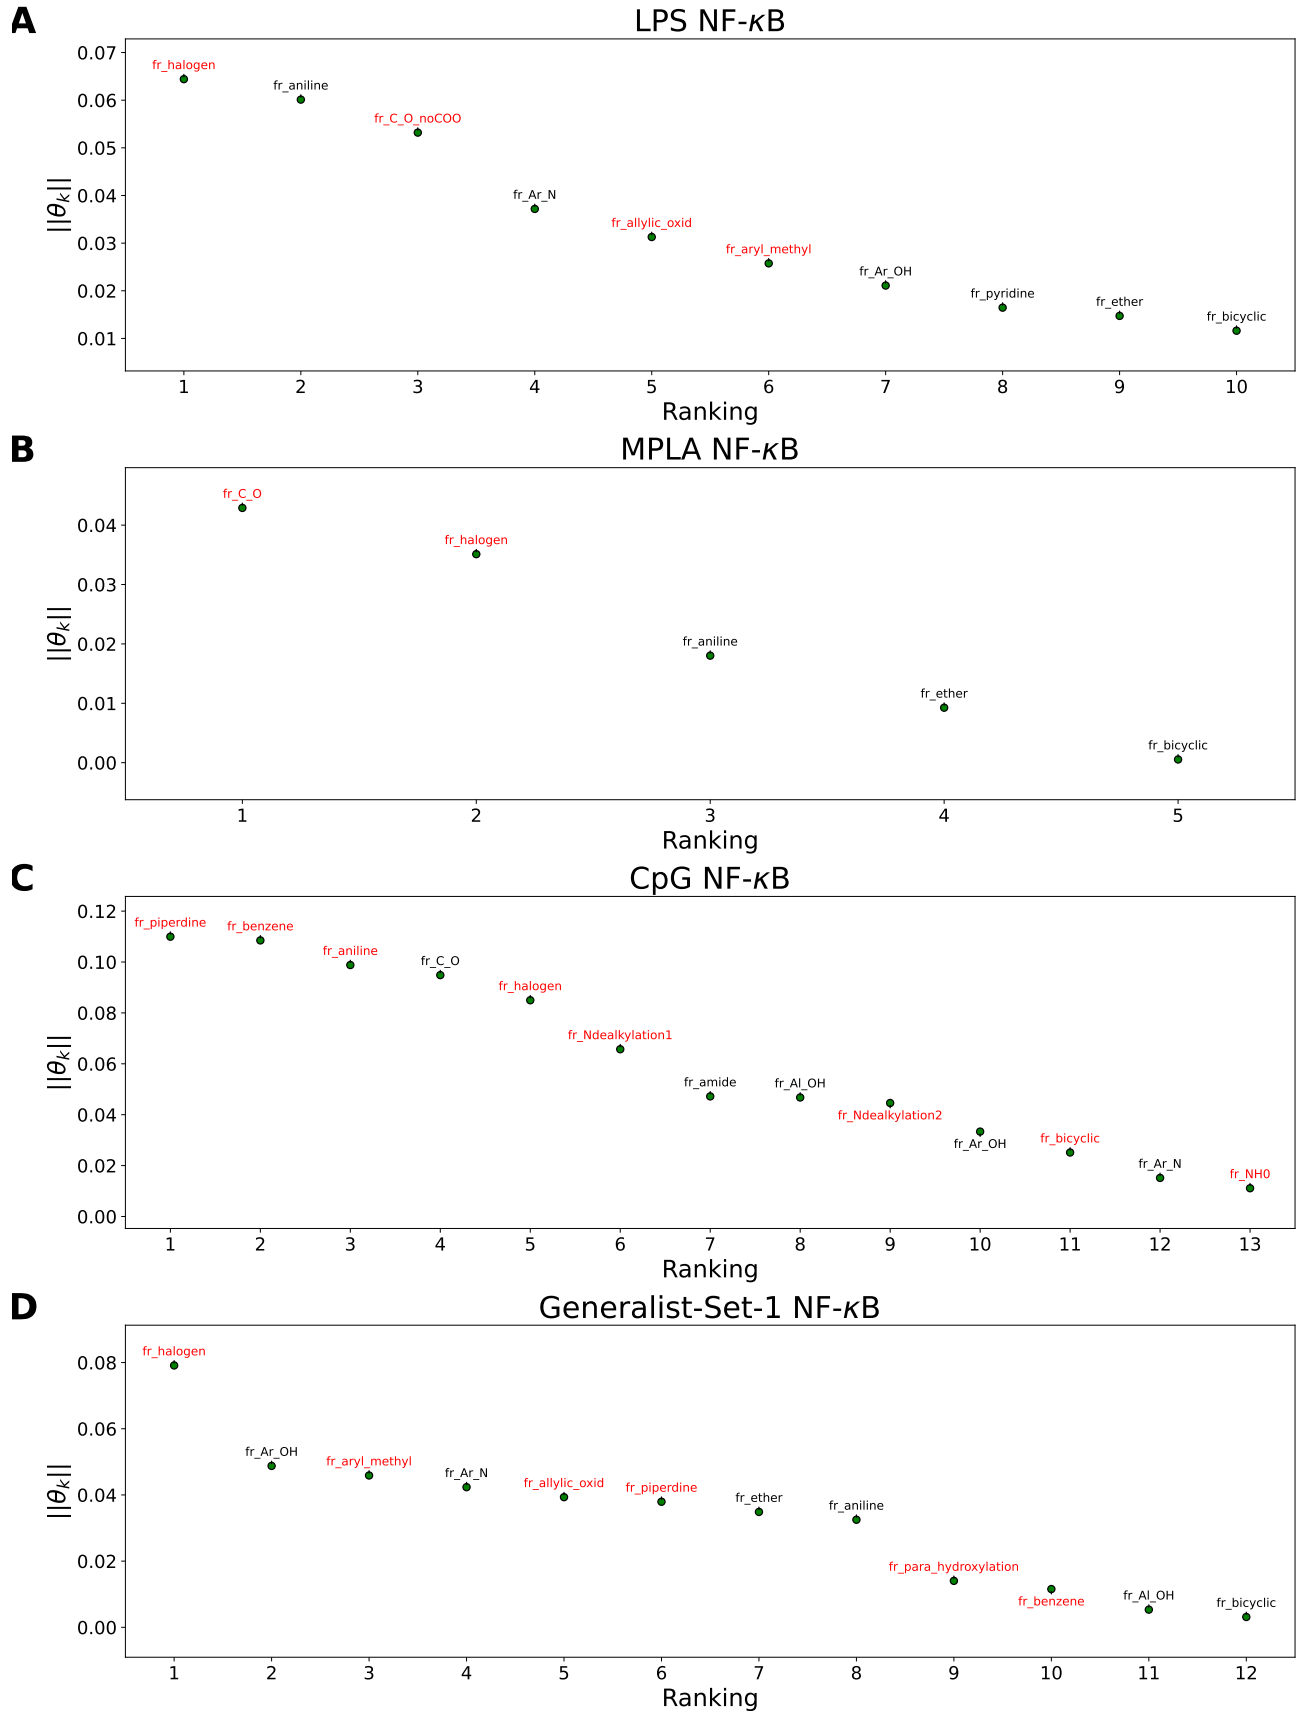 A
LPS NF-κB
0.07
0.06
0.05
0.04
0.03
0.02
0.01
||θk||
fr_halogen
fr_aniline
fr_C_O_noCOO
fr_Ar_N
fr_allylic_oxid
fr_aryl_methyl
fr_Ar_OH
fr_pyridine
fr_ether
fr_bicyclic
1 2 3 4 5 6 7 8 9 10
Ranking
B
MPLA NF-κB
0.04
0.03
0.02
0.01
0.00
||θk||
fr_C_O
fr_halogen
fr_aniline
fr_ether
fr_bicyclic
1 2 3 4 5
Ranking
C
CpG NF-κB
0.12
0.10
0.08
0.06
0.04
0.02
0.00
||θk||
fr_piperdine
fr_benzene
fr_aniline
fr_C_O
fr_halogen
fr_Ndealkylation1
fr_amide
fr_Al_OH
fr_Ndealkylation2
fr_Ar_OH
fr_bicyclic
fr_Ar_N
fr_NH0
1 2 3 4 5 6 7 8 9 10 11 12 13
Ranking
D
Generalist-Set-1 NF-κB
0.08
0.06
0.04
0.02
0.00
||θk||
fr_halogen
fr_Ar_OH
fr_aryl_methyl
fr_Ar_N
fr_allylic_oxid
fr_piperdine
fr_ether
fr_aniline
fr_para_hydroxylation
fr_benzene
fr_Al_OH
fr_bicyclic
1 2 3 4 5 6 7 8 9 10 11 12
Ranking